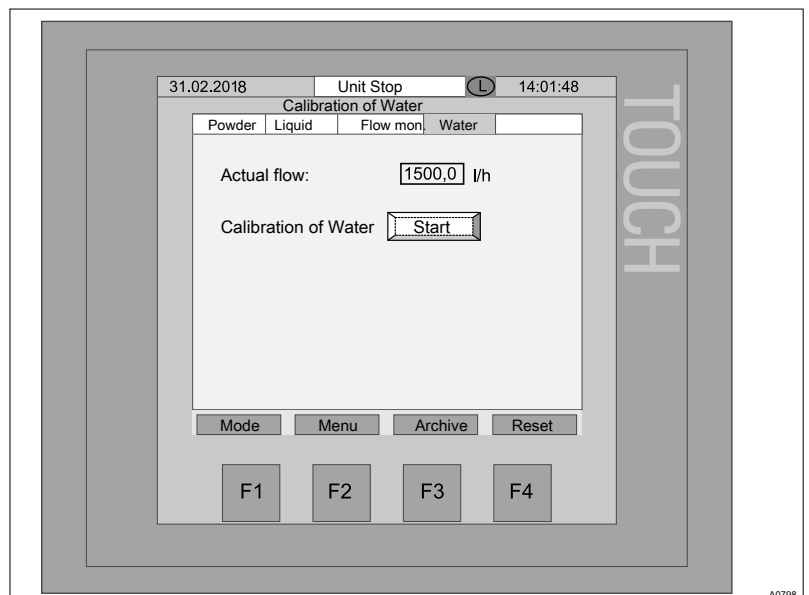 31.02.2018 Unit Stop L 14:01:48
Calibration of Water
Powder Liquid Flow mon. Water
Actual flow: 1500,0 l/h
Calibration of Water Start
Mode Menu Archive Reset
F1 F2 F3 F4
TOUCH
A0798